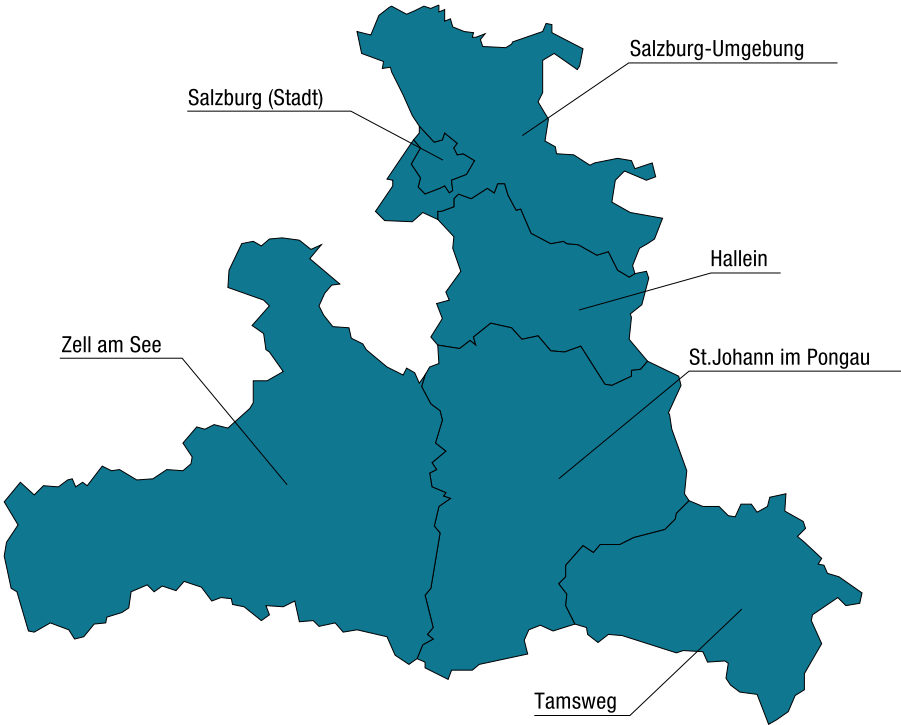 Salzburg-Umgebung
Salzburg (Stadt)
Hallein
Zell am See
St.Johann im Pongau
Tamsweg